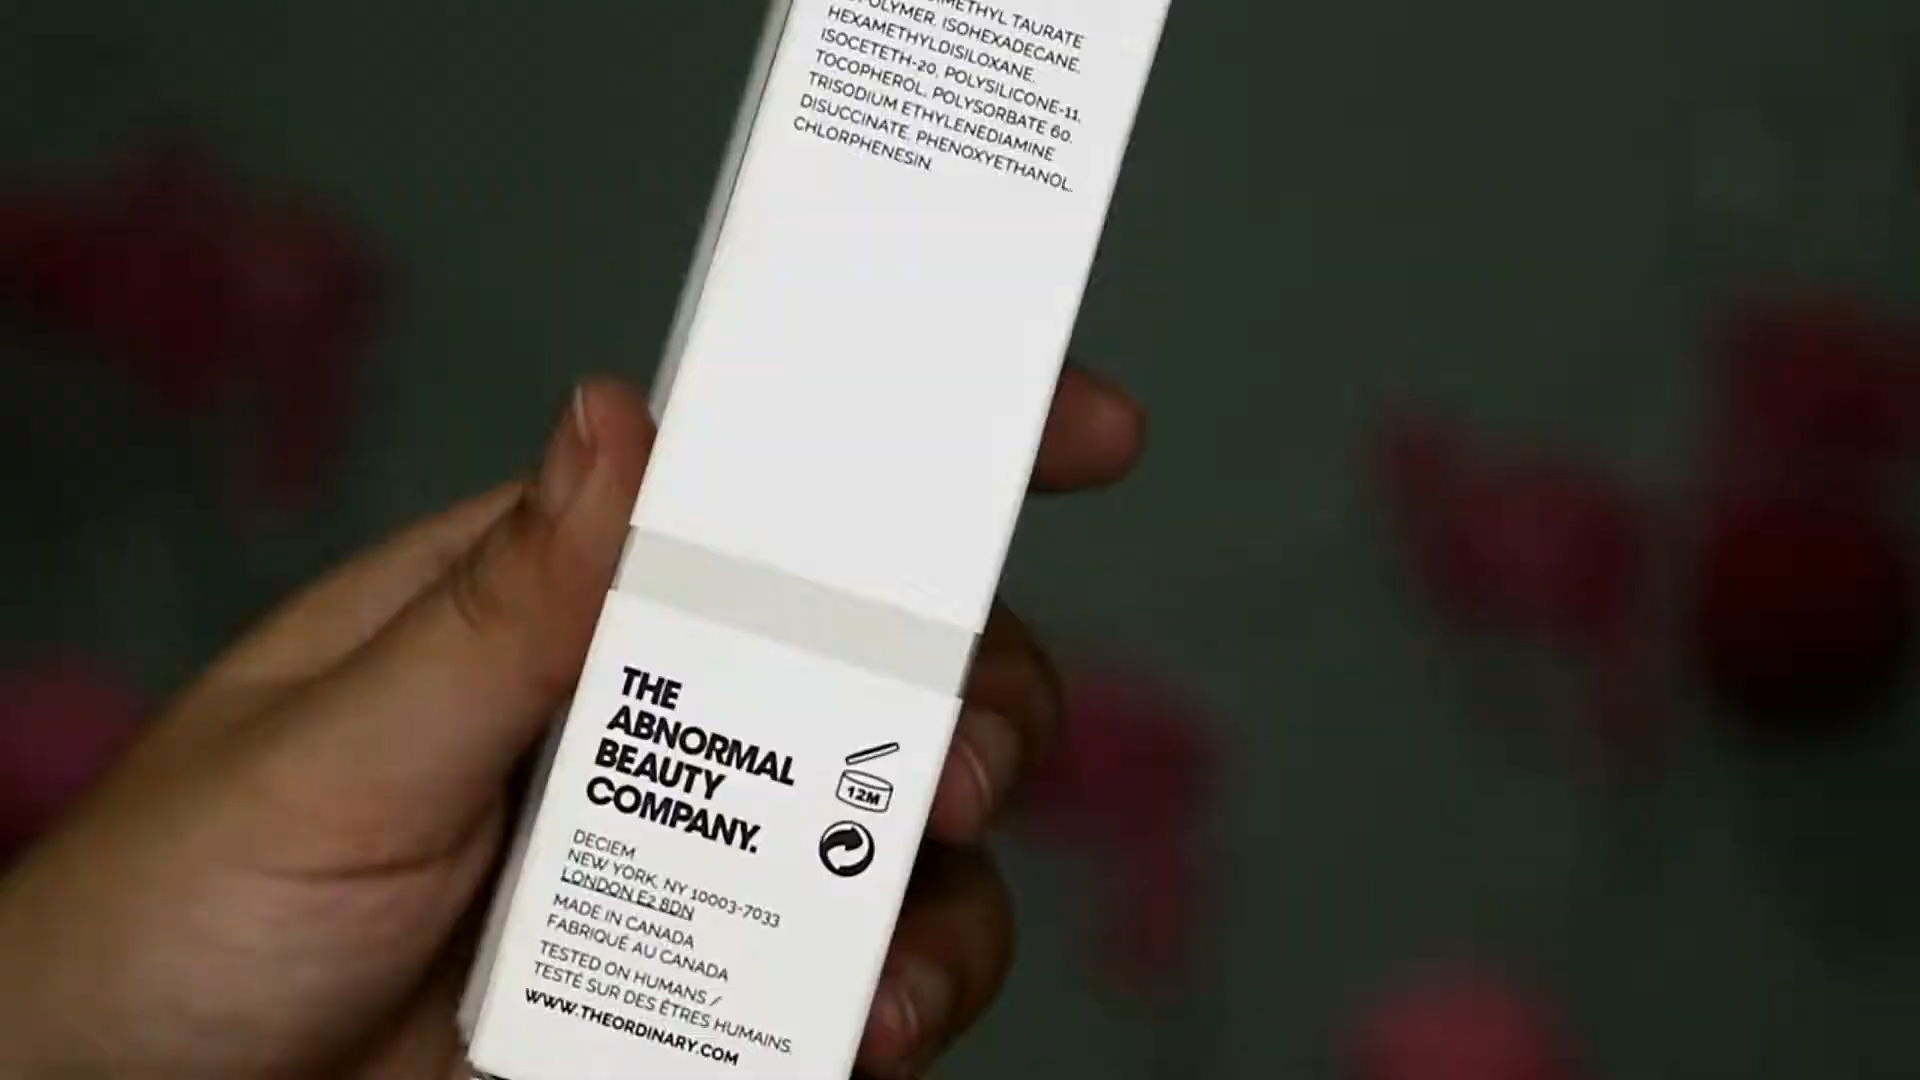 DIMETHYL TAURATE
ISOHEXADECANE,
HEXAMETHYLDISILOXANE,
ISOCETETH-20, POLYSILICONE-11,
TOCOPHEROL, POLYSORBATE 60,
TRISODIUM ETHYLENEDIAMINE
DISUCCINATE, PHENOXYETHANOL,
CHLORPHENESIN.
THE
ABNORMAL
BEAUTY
COMPANY.
12M
DECIEM
NEW YORK, NY 10003-7033
LONDON E2 8DN
MADE IN CANADA
FABRIQUÉ AU CANADA
TESTED ON HUMANS /
TESTÉ SUR DES ÊTRES HUMAINS.
WWW.THEORDINARY.COM